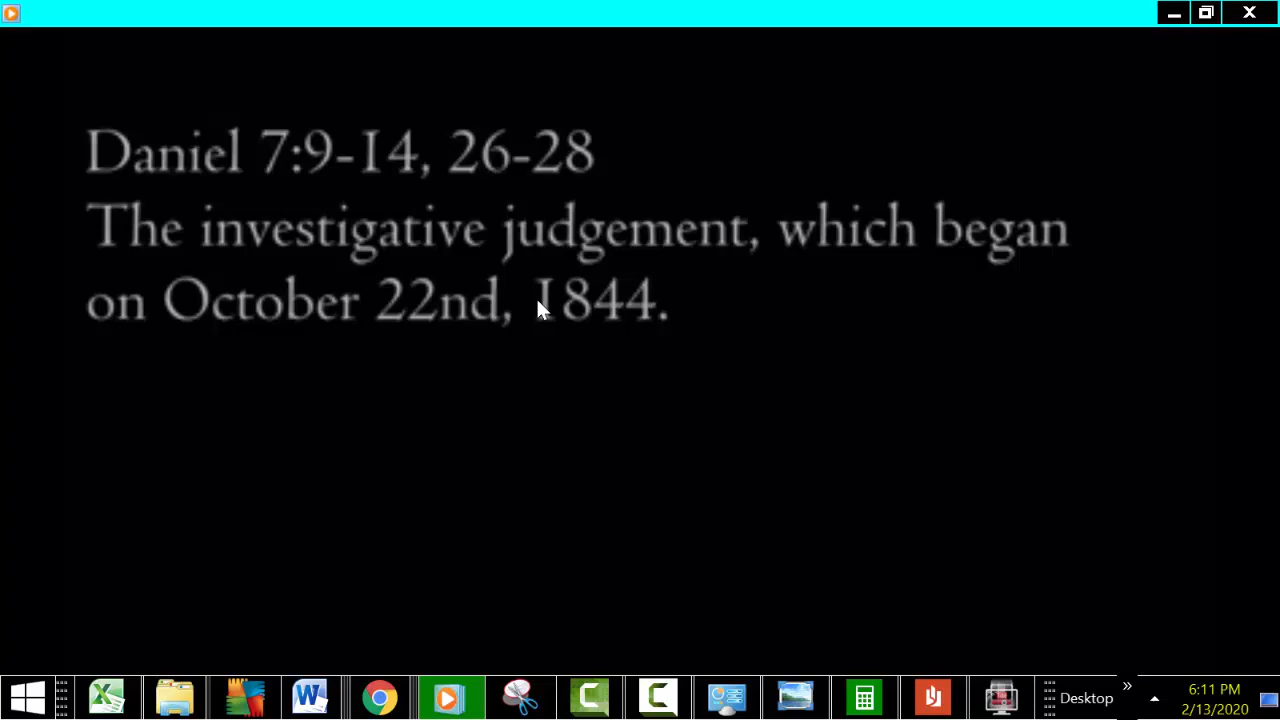 Daniel 7:9-14, 26-28
The investigative judgement, which began
on October 22nd, 1844.
Desktop
6:11 PM
2/13/2020